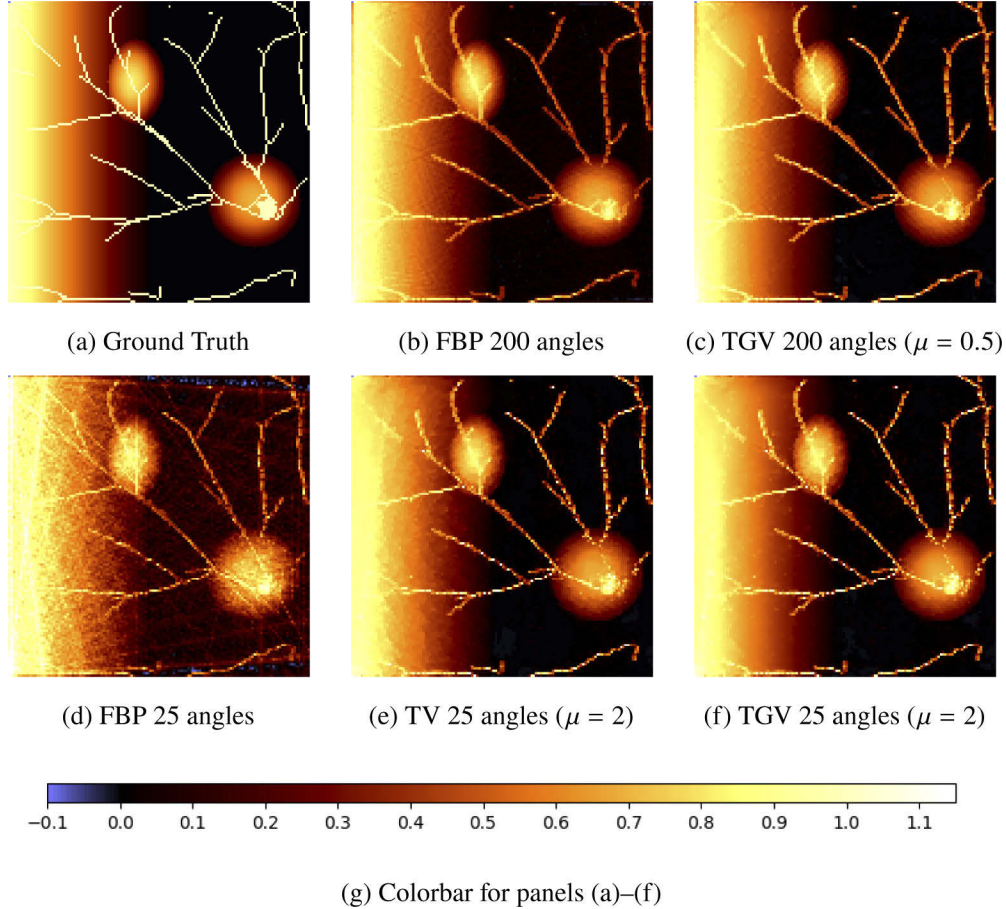 (a) Ground Truth (b) FBP 200 angles (c) TGV 200 angles (μ = 0.5)
(d) FBP 25 angles (e) TV 25 angles (μ = 2) (f) TGV 25 angles (μ = 2)
−0.1 0.0 0.1 0.2 0.3 0.4 0.5 0.6 0.7 0.8 0.9 1.0 1.1
(g) Colorbar for panels (a)–(f)